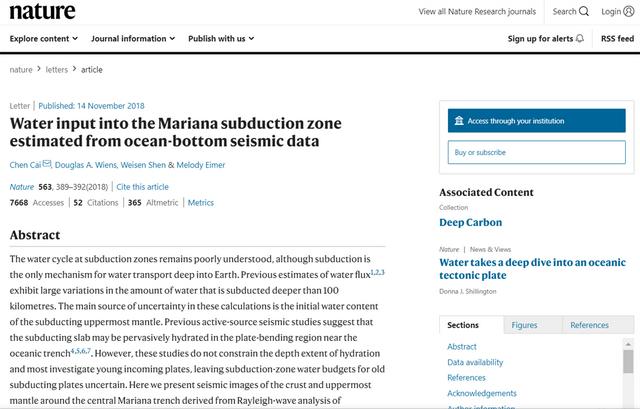 nature
View all Nature Research journals
Search
Login
Explore content
Journal information
Publish with us
Sign up for alerts
RSS feed
nature > letters > article
Letter | Published: 14 November 2018
Water input into the Mariana subduction zone
estimated from ocean-bottom seismic data
Chen Cai, Douglas A. Wiens, Weisen Shen & Melody Eimer
Nature 563, 389–392(2018) | Cite this article
7668 Accesses | 52 Citations | 365 Altmetric | Metrics
Abstract
The water cycle at subduction zones remains poorly understood, although subduction is
the only mechanism for water transport deep into Earth. Previous estimates of water flux1,2,3
exhibit large variations in the amount of water that is subducted deeper than 100
kilometres. The main source of uncertainty in these calculations is the initial water content
of the subducting uppermost mantle. Previous active-source seismic studies suggest that
the subducting slab may be pervasively hydrated in the plate-bending region near the
oceanic trench4,5,6,7. However, these studies do not constrain the depth extent of hydration
and most investigate young incoming plates, leaving subduction-zone water budgets for old
subducting plates uncertain. Here we present seismic images of the crust and uppermost
mantle around the central Mariana trench derived from Rayleigh-wave analysis of
Access through your institution
Buy or subscribe
Associated Content
Collection
Deep Carbon
Nature | News & Views
Water takes a deep dive into an oceanic
tectonic plate
Donna J. Shillington
Sections
Figures
References
Abstract
Data availability
References
Acknowledgements
Author information